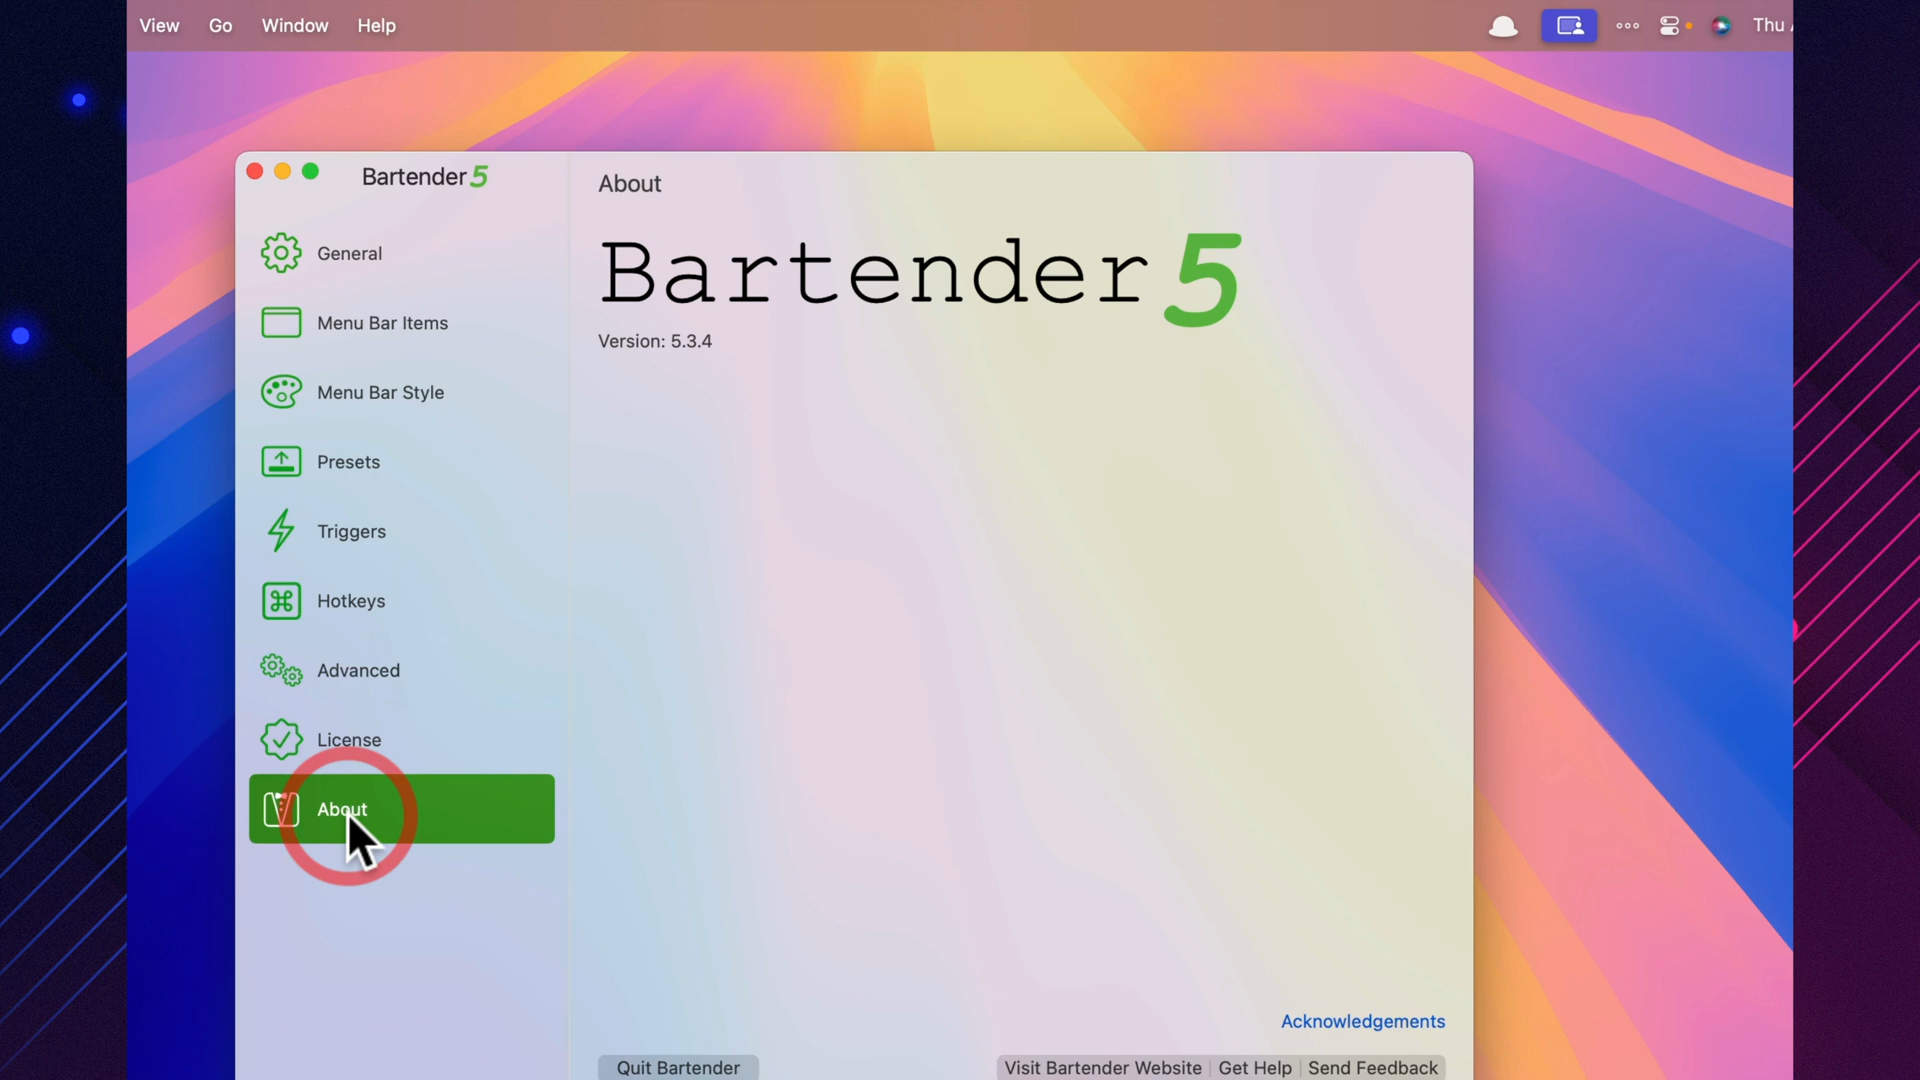 View Go Window Help Thu
Bartender 5
General
Menu Bar Items
Menu Bar Style
Presets
Triggers
Hotkeys
Advanced
License
About
About
Bartender 5
Version: 5.3.4
Acknowledgements
Quit Bartender
Visit Bartender Website Get Help Send Feedback